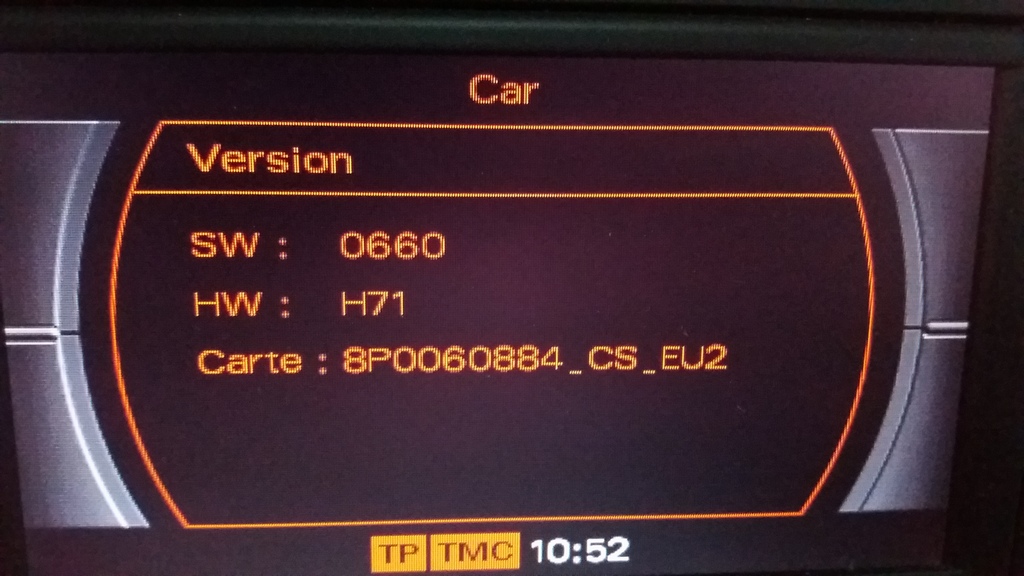 Car
Version
SW : 0660
HW : H71
Carte : 8P0060884_CS_EU2
TP TMC 10:52